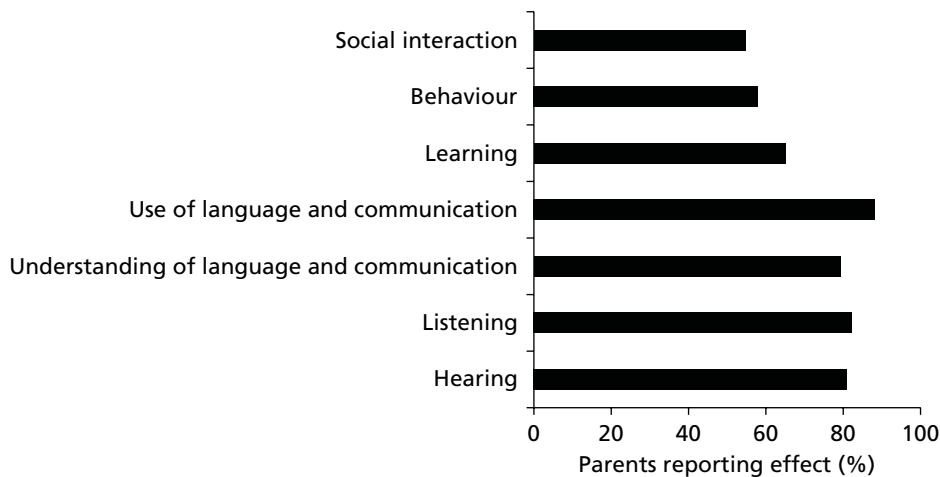 Social interaction
Behaviour
Learning
Use of language and communication
Understanding of language and communication
Listening
Hearing
0 20 40 60 80 100
Parents reporting effect (%)